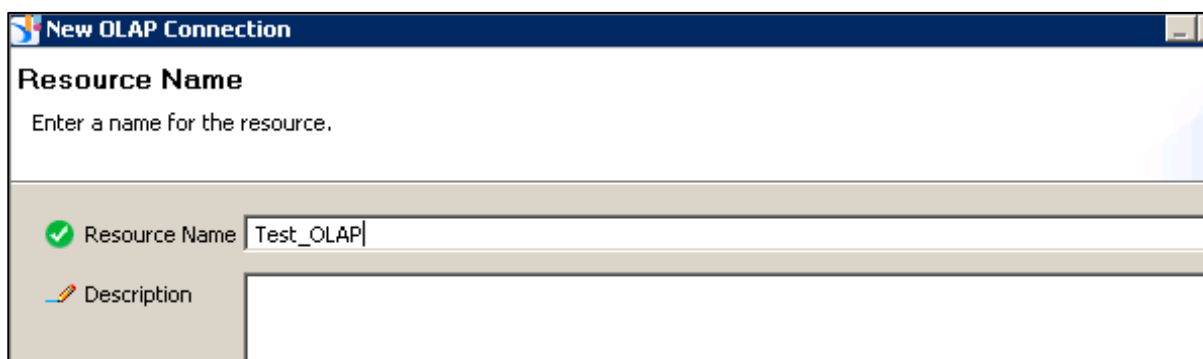 New OLAP Connection
Resource Name
Enter a name for the resource.
Resource Name Test_OLAP
Description